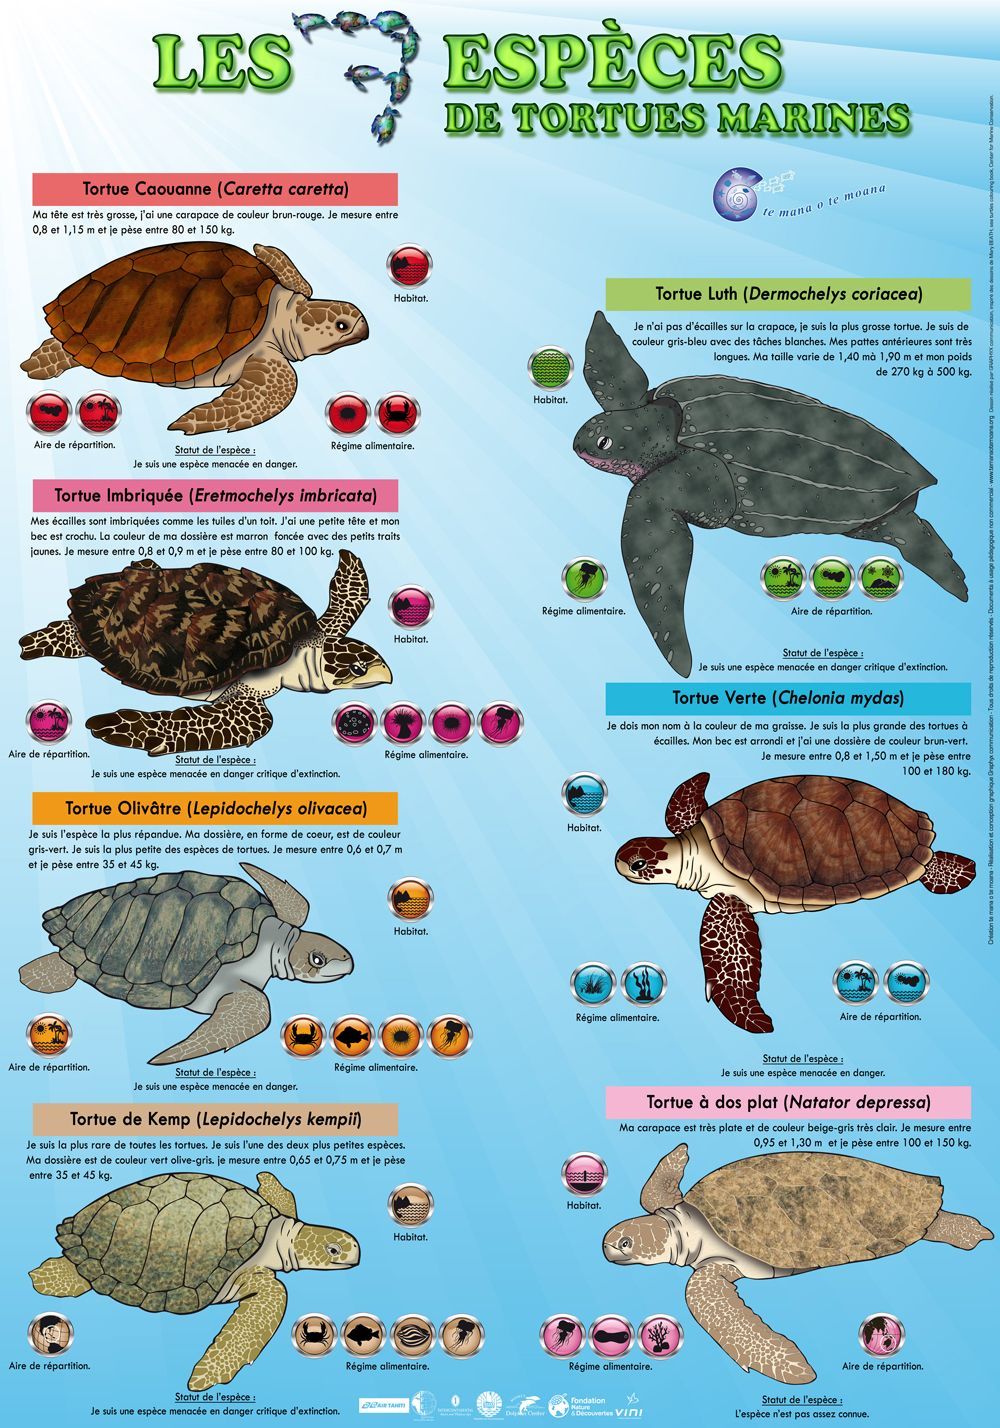 LES ESPÈCES
DE TORTUES MARINES
te mana o te moana
Tortue Caouanne (Caretta caretta)
Ma tête est très grosse, j'ai une carapace de couleur brun-rouge. Je mesure entre
0,8 et 1,15 m et je pèse entre 80 et 150 kg.
Habitat.
Aire de répartition.
Régime alimentaire.
Statut de l'espèce :
Je suis une espèce menacée en danger.
Tortue Imbriquée (Eretmochelys imbricata)
Mes écailles sont imbriquées comme les tuiles d'un toit. J'ai une petite tête et mon
bec est crochu. La couleur de ma dossière est marron foncée avec des petits traits
jaunes. Je mesure entre 0,8 et 0,9 m et je pèse entre 80 et 100 kg.
Habitat.
Aire de répartition.
Régime alimentaire.
Statut de l'espèce :
Je suis une espèce menacée en danger critique d'extinction.
Tortue Olivâtre (Lepidochelys olivacea)
Je suis l'espèce la plus répandue. Ma dossière, en forme de coeur, est de couleur
gris-vert. Je suis la plus petite des espèces de tortues. Je mesure entre 0,6 et 0,7 m
et je pèse entre 35 et 45 kg.
Habitat.
Aire de répartition.
Régime alimentaire.
Statut de l'espèce :
Je suis une espèce menacée en danger.
Tortue de Kemp (Lepidochelys kempii)
Je suis la plus rare de toutes les tortues. Je suis l'une des deux plus petites espèces.
Ma dossière est de couleur vert olive-gris. je mesure entre 0,65 et 0,75 m et je pèse
entre 35 et 45 kg.
Habitat.
Aire de répartition.
Régime alimentaire.
Statut de l'espèce :
Je suis une espèce menacée en danger critique d'extinction.
Tortue Luth (Dermochelys coriacea)
Je n'ai pas d'écailles sur la crapace, je suis la plus grosse tortue. Je suis de
couleur gris-bleu avec des tâches blanches. Mes pattes antérieures sont très
longues. Ma taille varie de 1,40 mà 1,90 m et mon poids
de 270 kg à 500 kg.
Habitat.
Régime alimentaire.
Aire de répartition.
Statut de l'espèce :
Je suis une espèce menacée en danger critique d'extinction.
Tortue Verte (Chelonia mydas)
Je dois mon nom à la couleur de ma graisse. Je suis la plus grande des tortues à
écailles. Mon bec est arrondi et j'ai une dossière de couleur brun-vert.
Je mesure entre 0,8 et 1,50 m et je pèse entre
100 et 180 kg.
Habitat.
Régime alimentaire.
Aire de répartition.
Statut de l'espèce :
Je suis une espèce menacée en danger.
Tortue à dos plat (Natator depressa)
Ma carapace est très plate et de couleur beige-gris très clair. Je mesure entre
0,95 et 1,30 m et je pèse entre 100 et 150 kg.
Habitat.
Régime alimentaire.
Aire de répartition.
Statut de l'espèce :
L'espèce n'est pas assez connue.
AIR TAHITI
INTERCONTINENTAL
Dolphin Center
Fondation
Nature
& Découvertes
VINI